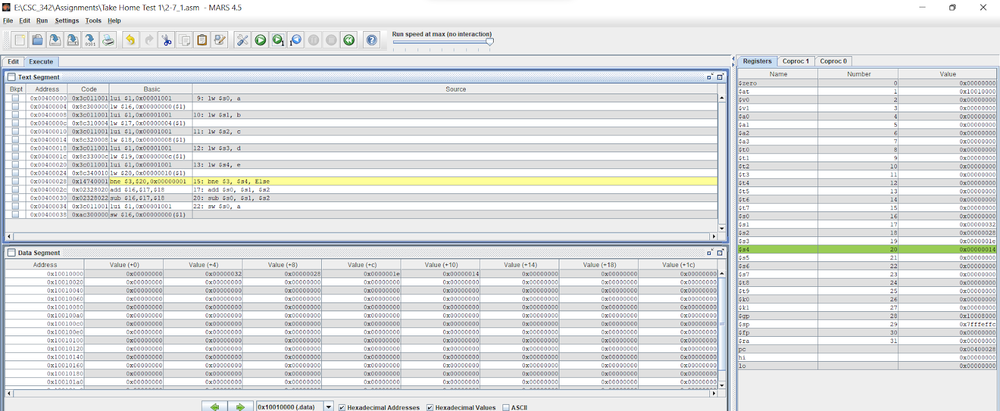 E:\CSC_342\Assignments\Take Home Test 1\2-7_1.asm - MARS 4.5
File Edit Run Settings Tools Help
Run speed at max (no interaction)
Edit Execute
Text Segment
Bkpt Address Code Basic Source
0x00400000 0x3c011001 lui $1,0x00001001 9: lw $s0, a
0x00400004 0x8c300000 lw $16,0x00000000($1)
0x00400008 0x3c011001 lui $1,0x00001001 10: lw $s1, b
0x0040000c 0x8c310004 lw $17,0x00000004($1)
0x00400010 0x3c011001 lui $1,0x00001001 11: lw $s2, c
0x00400014 0x8c320008 lw $18,0x00000008($1)
0x00400018 0x3c011001 lui $1,0x00001001 12: lw $s3, d
0x0040001c 0x8c33000c lw $19,0x0000000c($1)
0x00400020 0x3c011001 lui $1,0x00001001 13: lw $s4, e
0x00400024 0x8c340010 lw $20,0x00000010($1)
0x00400028 0x14740001 bne $3,$20,0x00000001 15: bne $3, $s4, Else
0x0040002c 0x02328020 add $16,$17,$18 17: add $s0, $s1, $s2
0x00400030 0x02328022 sub $16,$17,$18 20: sub $s0, $s1, $s2
0x00400034 0x3c011001 lui $1,0x00001001 22: sw $s0, a
0x00400038 0xac300000 sw $16,0x00000000($1)
Data Segment
Address Value (+0) Value (+4) Value (+8) Value (+c) Value (+10) Value (+14) Value (+18) Value (+1c)
0x10010000 0x00000000 0x00000032 0x00000028 0x0000001e 0x00000014 0x00000000 0x00000000 0x00000000
0x10010020 0x00000000 0x00000000 0x00000000 0x00000000 0x00000000 0x00000000 0x00000000 0x00000000
0x10010040 0x00000000 0x00000000 0x00000000 0x00000000 0x00000000 0x00000000 0x00000000 0x00000000
0x10010060 0x00000000 0x00000000 0x00000000 0x00000000 0x00000000 0x00000000 0x00000000 0x00000000
0x10010080 0x00000000 0x00000000 0x00000000 0x00000000 0x00000000 0x00000000 0x00000000 0x00000000
0x100100a0 0x00000000 0x00000000 0x00000000 0x00000000 0x00000000 0x00000000 0x00000000 0x00000000
0x100100c0 0x00000000 0x00000000 0x00000000 0x00000000 0x00000000 0x00000000 0x00000000 0x00000000
0x100100e0 0x00000000 0x00000000 0x00000000 0x00000000 0x00000000 0x00000000 0x00000000 0x00000000
0x10010100 0x00000000 0x00000000 0x00000000 0x00000000 0x00000000 0x00000000 0x00000000 0x00000000
0x10010120 0x00000000 0x00000000 0x00000000 0x00000000 0x00000000 0x00000000 0x00000000 0x00000000
0x10010140 0x00000000 0x00000000 0x00000000 0x00000000 0x00000000 0x00000000 0x00000000 0x00000000
0x10010160 0x00000000 0x00000000 0x00000000 0x00000000 0x00000000 0x00000000 0x00000000 0x00000000
0x10010180 0x00000000 0x00000000 0x00000000 0x00000000 0x00000000 0x00000000 0x00000000 0x00000000
0x100101a0 0x00000000 0x00000000 0x00000000 0x00000000 0x00000000 0x00000000 0x00000000 0x00000000
0x10010000 (.data) Hexadecimal Addresses Hexadecimal Values ASCII
Registers Coproc 1 Coproc 0
Name Number Value
$zero 0 0x00000000
$at 1 0x10010000
$v0 2 0x00000000
$v1 3 0x00000000
$a0 4 0x00000000
$a1 5 0x00000000
$a2 6 0x00000000
$a3 7 0x00000000
$t0 8 0x00000000
$t1 9 0x00000000
$t2 10 0x00000000
$t3 11 0x00000000
$t4 12 0x00000000
$t5 13 0x00000000
$t6 14 0x00000000
$t7 15 0x00000000
$s0 16 0x00000000
$s1 17 0x00000032
$s2 18 0x00000028
$s3 19 0x0000001e
$s4 20 0x00000014
$s5 21 0x00000000
$s6 22 0x00000000
$s7 23 0x00000000
$t8 24 0x00000000
$t9 25 0x00000000
$k0 26 0x00000000
$k1 27 0x00000000
$gp 28 0x10008000
$sp 29 0x7fffeffc
$fp 30 0x00000000
$ra 31 0x00000000
pc 0x00400028
hi 0x00000000
lo 0x00000000